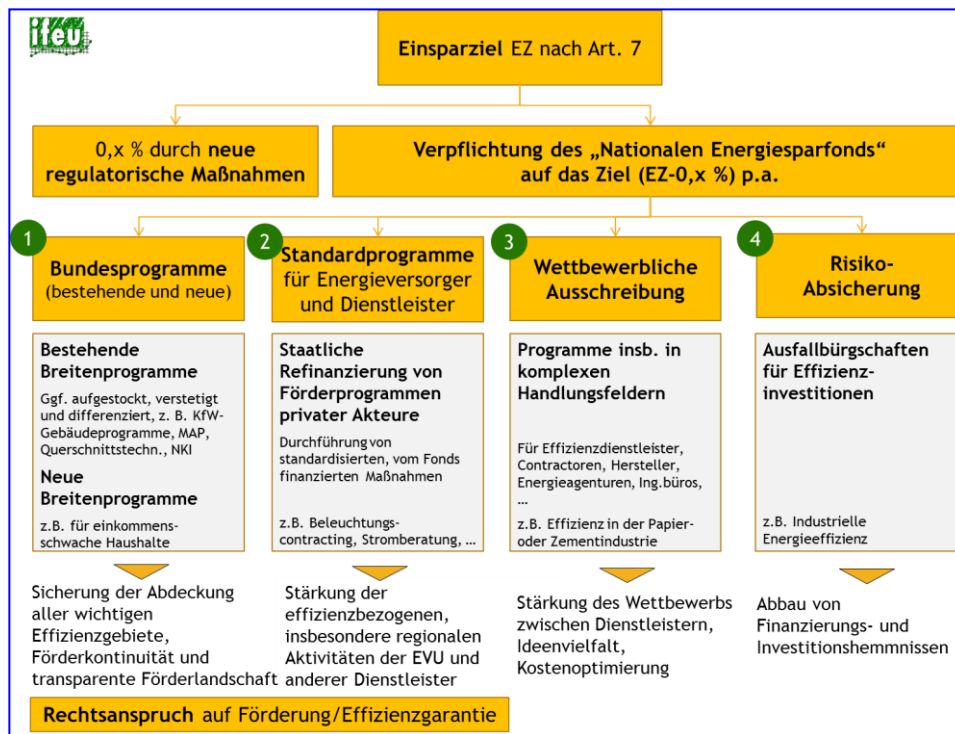 ifeu
Einsparziel EZ nach Art. 7
0,x % durch neue
regulatorische Maßnahmen
Verpflichtung des „Nationalen Energiesparfonds“
auf das Ziel (EZ-0,x %) p.a.
1
Bundesprogramme
(bestehende und neue)
2
Standardprogramme
für Energieversorger
und Dienstleister
3
Wettbewerbliche
Ausschreibung
4
Risiko-
Absicherung
Bestehende
Breitenprogramme
Ggf. aufgestockt, verstetigt
und differenziert, z. B. KfW-
Gebäudeprogramme, MAP,
Querschnittstechn., NKI
Neue
Breitenprogramme
z.B. für einkommens-
schwache Haushalte
Staatliche
Refinanzierung von
Förderprogrammen
privater Akteure
Durchführung von
standardisierten, vom Fonds
finanzierten Maßnahmen
z.B. Beleuchtungs-
contracting, Stromberatung, …
Programme insb. in
komplexen
Handlungsfeldern
Für Effizienzdienstleister,
Contractoren, Hersteller,
Energieagenturen, Ing.büros,
…
z.B. Effizienz in der Papier-
oder Zementindustrie
Ausfallbürgschaften
für Effizienz-
investitionen
z.B. Industrielle
Energieeffizienz
Sicherung der Abdeckung
aller wichtigen
Effizienzgebiete,
Förderkontinuität und
transparente Förderlandschaft
Stärkung der
effizienzbezogenen,
insbesondere regionalen
Aktivitäten der EVU und
anderer Dienstleister
Stärkung des Wettbewerbs
zwischen Dienstleistern,
Ideenvielfalt,
Kostenoptimierung
Abbau von
Finanzierungs- und
Investitionshemmnissen
Rechtsanspruch auf Förderung/Effizienzgarantie